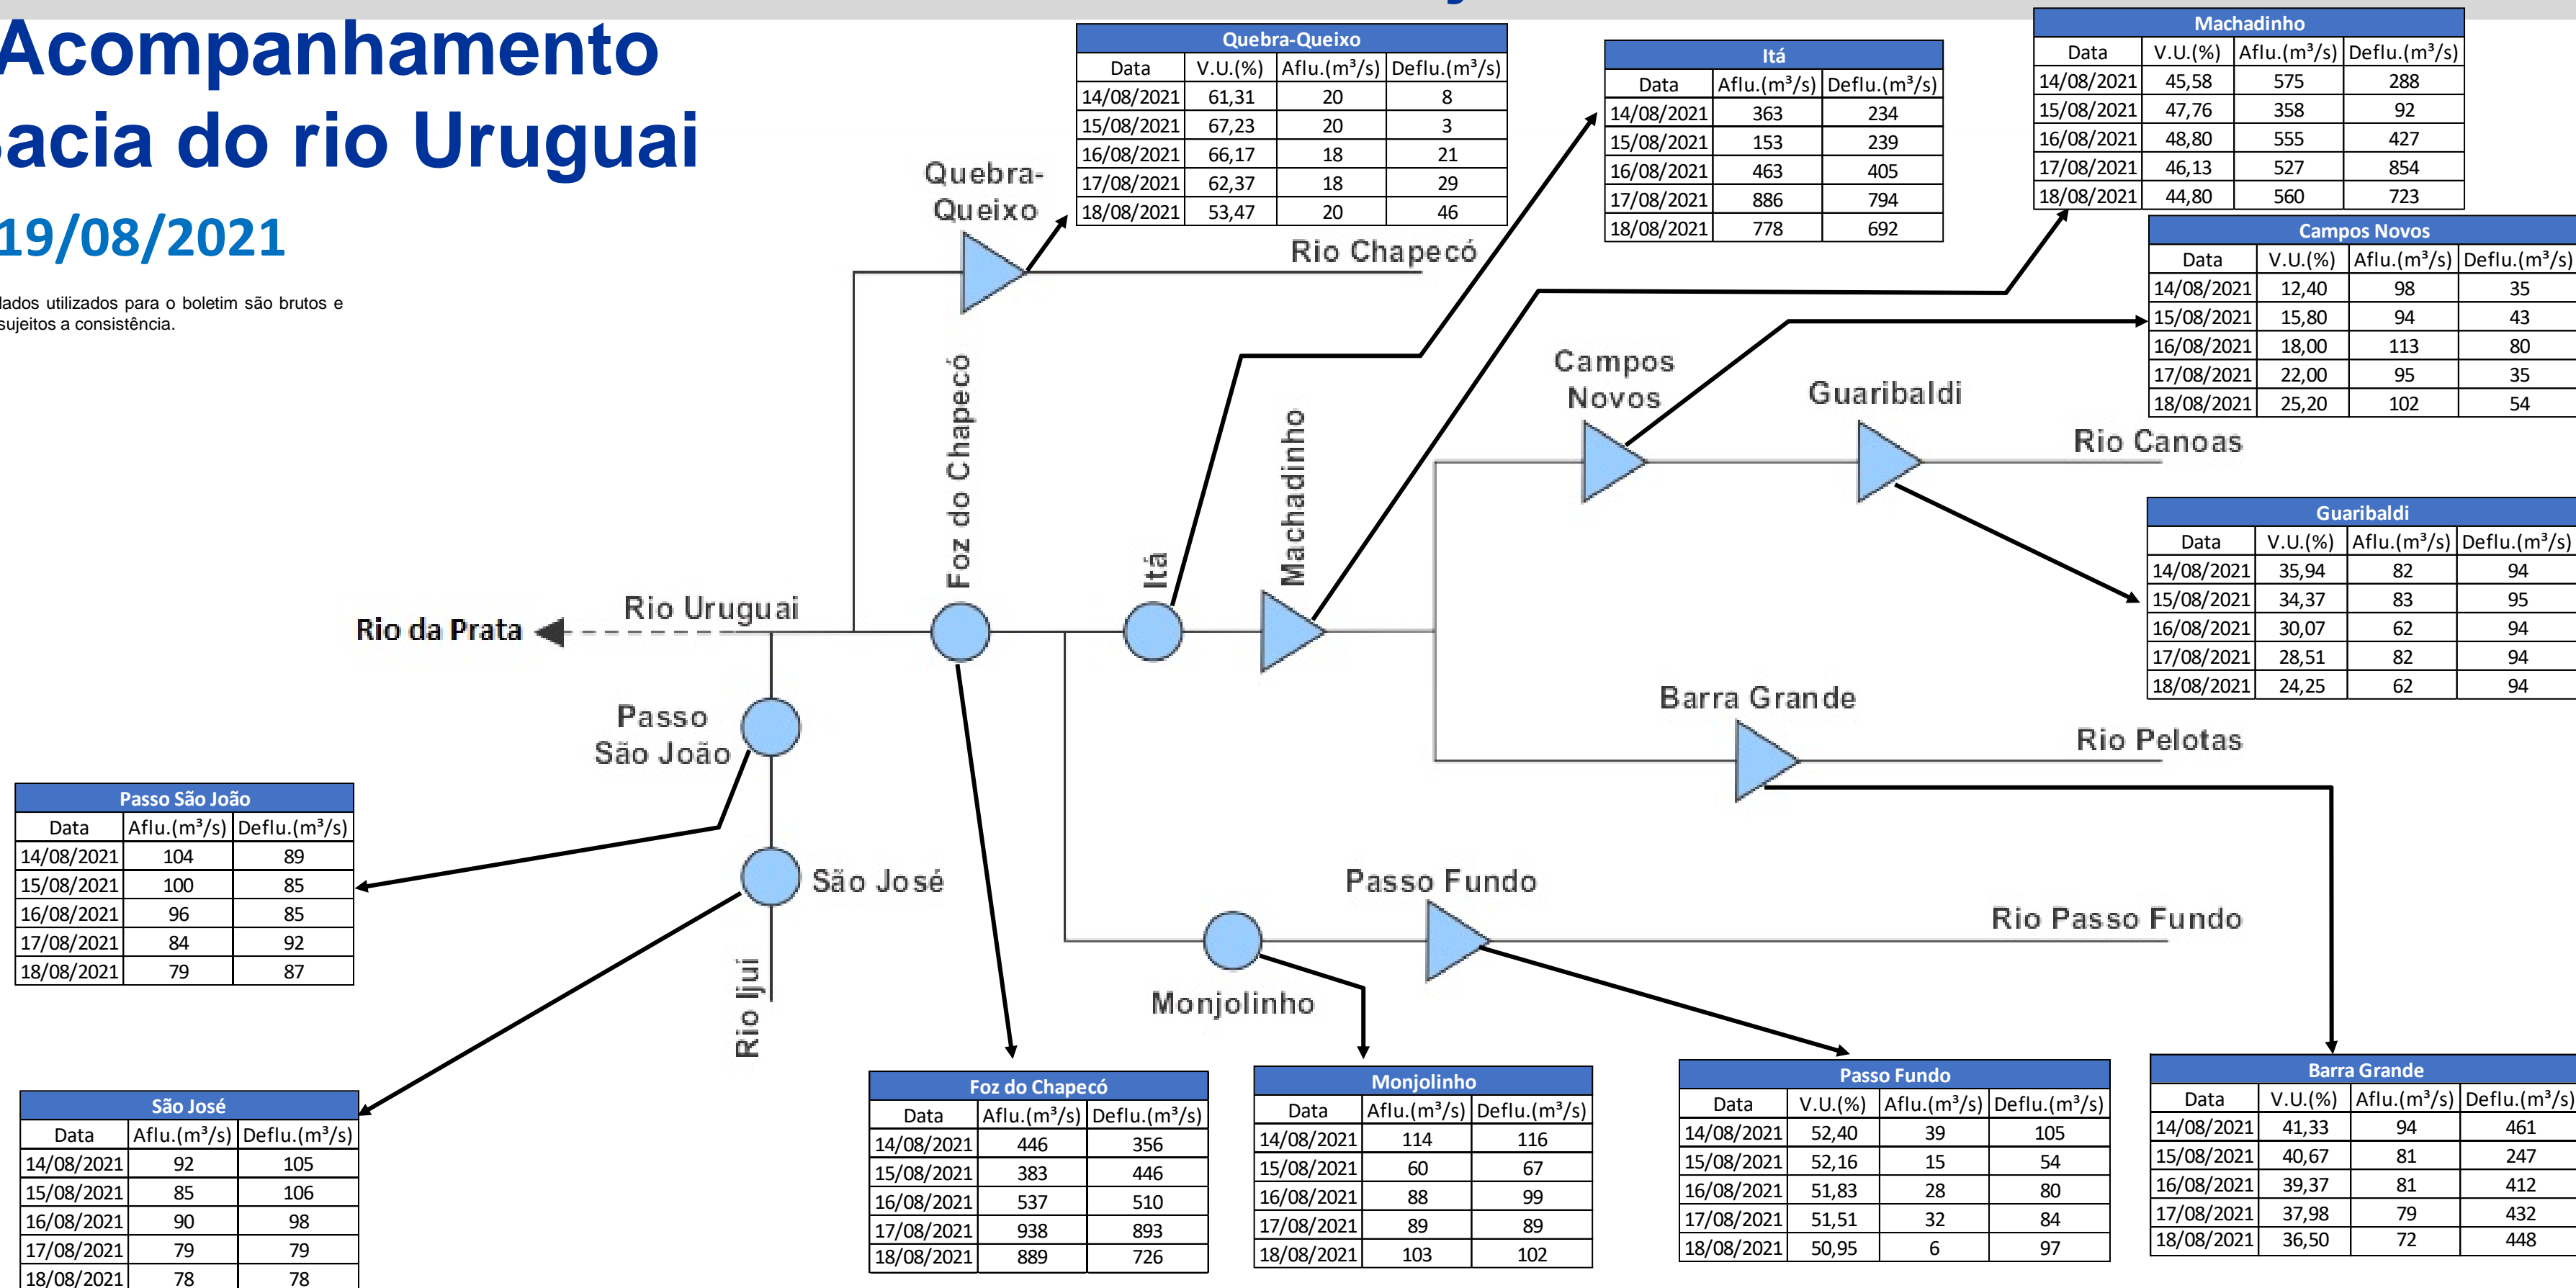 Acompanhamento
acia do rio Uruguai
19/08/2021
dados utilizados para o boletim são brutos e
sujeitos a consistência.
Quebra-Queixo
Data V.U.(%) Aflu.(m³/s) Deflu.(m³/s)
14/08/2021 61,31 20 8
15/08/2021 67,23 20 3
16/08/2021 66,17 18 21
17/08/2021 62,37 18 29
18/08/2021 53,47 20 46
Itá
Data Aflu.(m³/s) Deflu.(m³/s)
14/08/2021 363 234
15/08/2021 153 239
16/08/2021 463 405
17/08/2021 886 794
18/08/2021 778 692
Machadinho
Data V.U.(%) Aflu.(m³/s) Deflu.(m³/s)
14/08/2021 45,58 575 288
15/08/2021 47,76 358 92
16/08/2021 48,80 555 427
17/08/2021 46,13 527 854
18/08/2021 44,80 560 723
Campos Novos
Data V.U.(%) Aflu.(m³/s) Deflu.(m³/s)
14/08/2021 12,40 98 35
15/08/2021 15,80 94 43
16/08/2021 18,00 113 80
17/08/2021 22,00 95 35
18/08/2021 25,20 102 54
Quebra-
Queixo
Rio Chapecó
Foz do Chapecó
Itá
Machadinho
Campos
Novos
Guaribaldi
Rio Canoas
Guaribaldi
Data V.U.(%) Aflu.(m³/s) Deflu.(m³/s)
14/08/2021 35,94 82 94
15/08/2021 34,37 83 95
16/08/2021 30,07 62 94
17/08/2021 28,51 82 94
18/08/2021 24,25 62 94
Rio da Prata
Rio Uruguai
Passo
São João
Barra Grande
Rio Pelotas
Passo São João
Data Aflu.(m³/s) Deflu.(m³/s)
14/08/2021 104 89
15/08/2021 100 85
16/08/2021 96 85
17/08/2021 84 92
18/08/2021 79 87
São José
Rio Ijui
Passo Fundo
Rio Passo Fundo
Monjolinho
São José
Data Aflu.(m³/s) Deflu.(m³/s)
14/08/2021 92 105
15/08/2021 85 106
16/08/2021 90 98
17/08/2021 79 79
18/08/2021 78 78
Foz do Chapecó
Data Aflu.(m³/s) Deflu.(m³/s)
14/08/2021 446 356
15/08/2021 383 446
16/08/2021 537 510
17/08/2021 938 893
18/08/2021 889 726
Monjolinho
Data Aflu.(m³/s) Deflu.(m³/s)
14/08/2021 114 116
15/08/2021 60 67
16/08/2021 88 99
17/08/2021 89 89
18/08/2021 103 102
Passo Fundo
Data V.U.(%) Aflu.(m³/s) Deflu.(m³/s)
14/08/2021 52,40 39 105
15/08/2021 52,16 15 54
16/08/2021 51,83 28 80
17/08/2021 51,51 32 84
18/08/2021 50,95 6 97
Barra Grande
Data V.U.(%) Aflu.(m³/s) Deflu.(m³/s)
14/08/2021 41,33 94 461
15/08/2021 40,67 81 247
16/08/2021 39,37 81 412
17/08/2021 37,98 79 432
18/08/2021 36,50 72 448